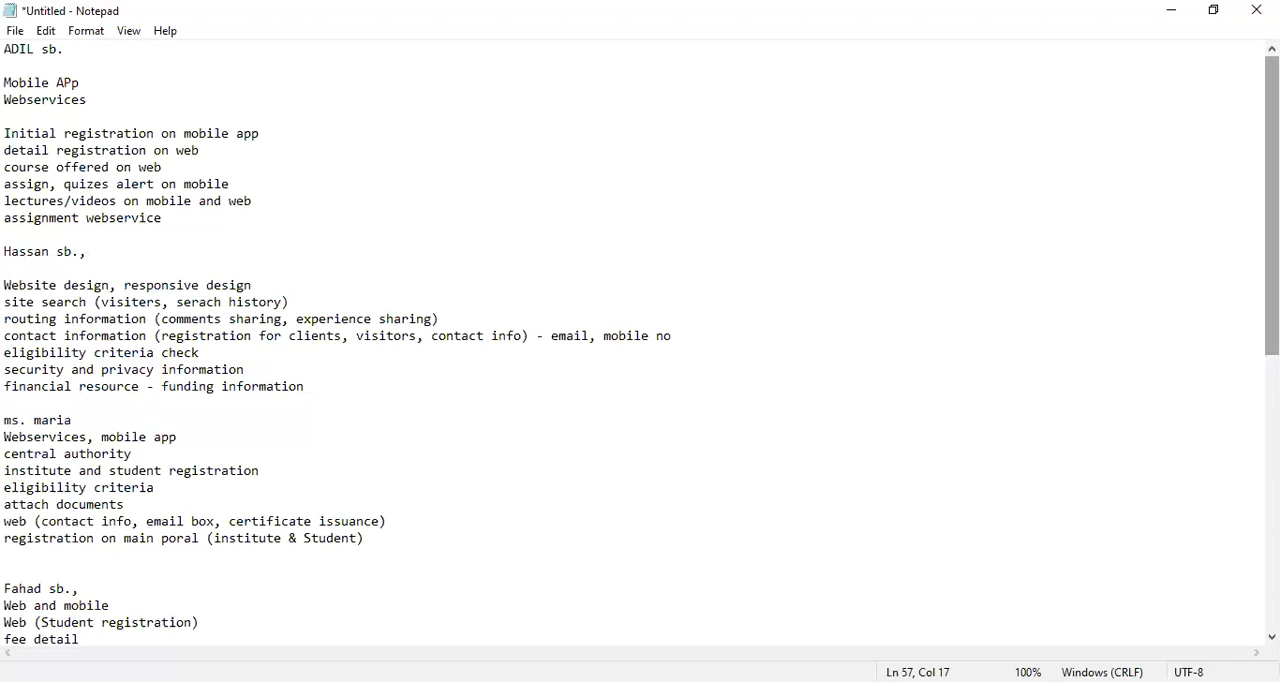 *Untitled - Notepad
File Edit Format View Help
ADIL sb.
Mobile APp
Webservices
Initial registration on mobile app
detail registration on web
course offered on web
assign, quizes alert on mobile
lectures/videos on mobile and web
assignment webservice
Hassan sb.,
Website design, responsive design
site search (visiters, serach history)
routing information (comments sharing, experience sharing)
contact information (registration for clients, visitors, contact info) - email, mobile no
eligibility criteria check
security and privacy information
financial resource - funding information
ms. maria
Webservices, mobile app
central authority
institute and student registration
eligibility criteria
attach documents
web (contact info, email box, certificate issuance)
registration on main poral (institute & Student)
Fahad sb.,
Web and mobile
Web (Student registration)
fee detail
Ln 57, Col 17 100% Windows (CRLF) UTF-8